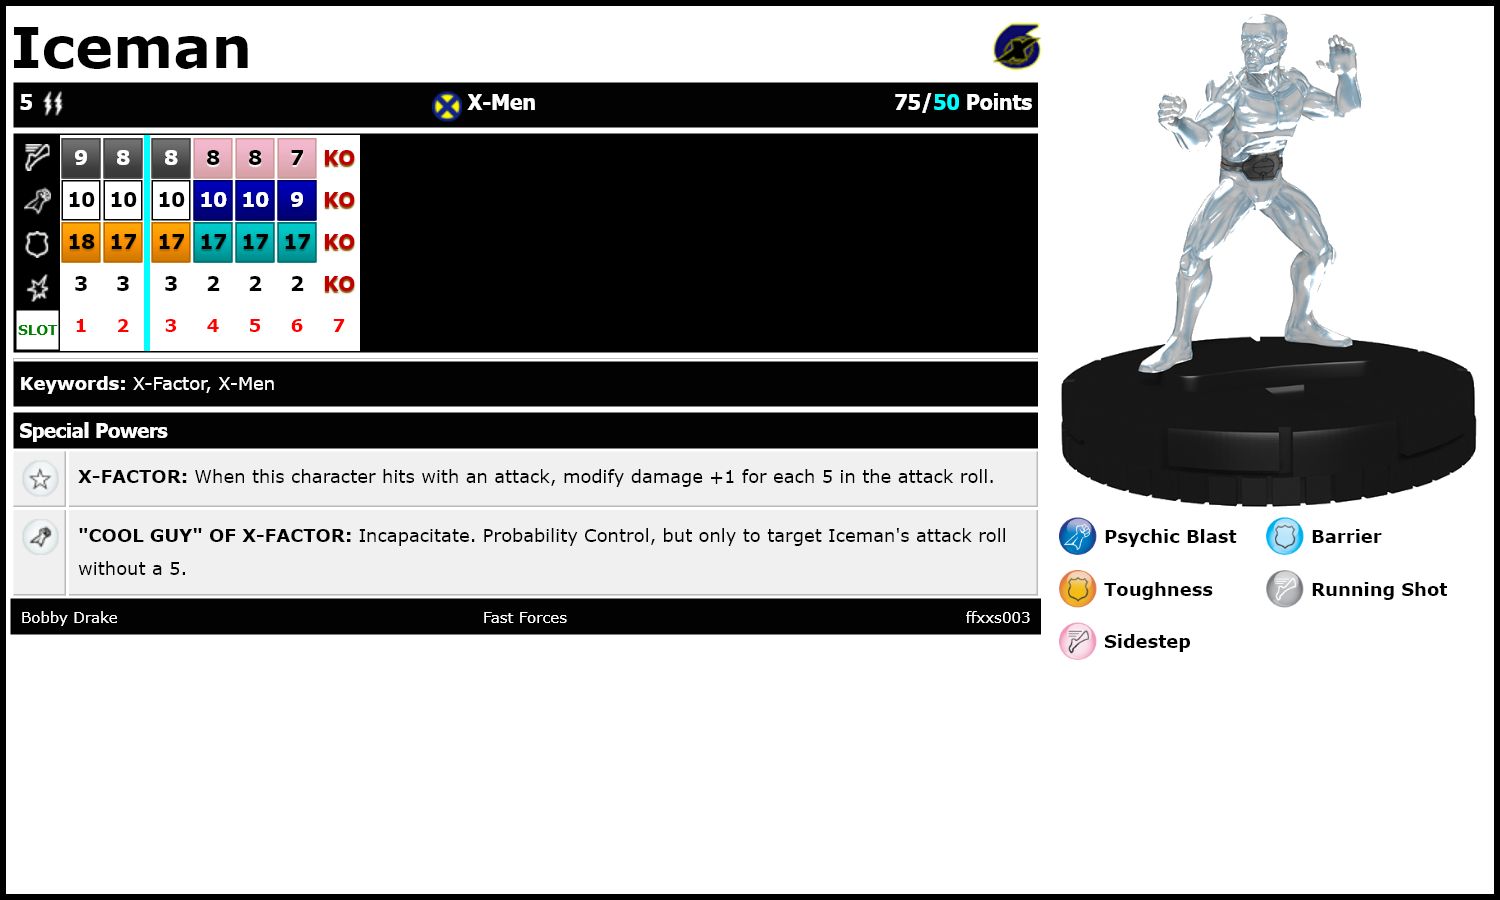 Iceman
5 X-Men 75/50 Points
9 8 8 8 8 7 KO
10 10 10 10 10 9 KO
18 17 17 17 17 17 KO
3 3 3 2 2 2 KO
SLOT 1 2 3 4 5 6 7
Keywords: X-Factor, X-Men
Special Powers
X-FACTOR: When this character hits with an attack, modify damage +1 for each 5 in the attack roll.
"COOL GUY" OF X-FACTOR: Incapacitate. Probability Control, but only to target Iceman's attack roll
without a 5.
Bobby Drake Fast Forces ffxxs003
Psychic Blast Barrier
Toughness Running Shot
Sidestep